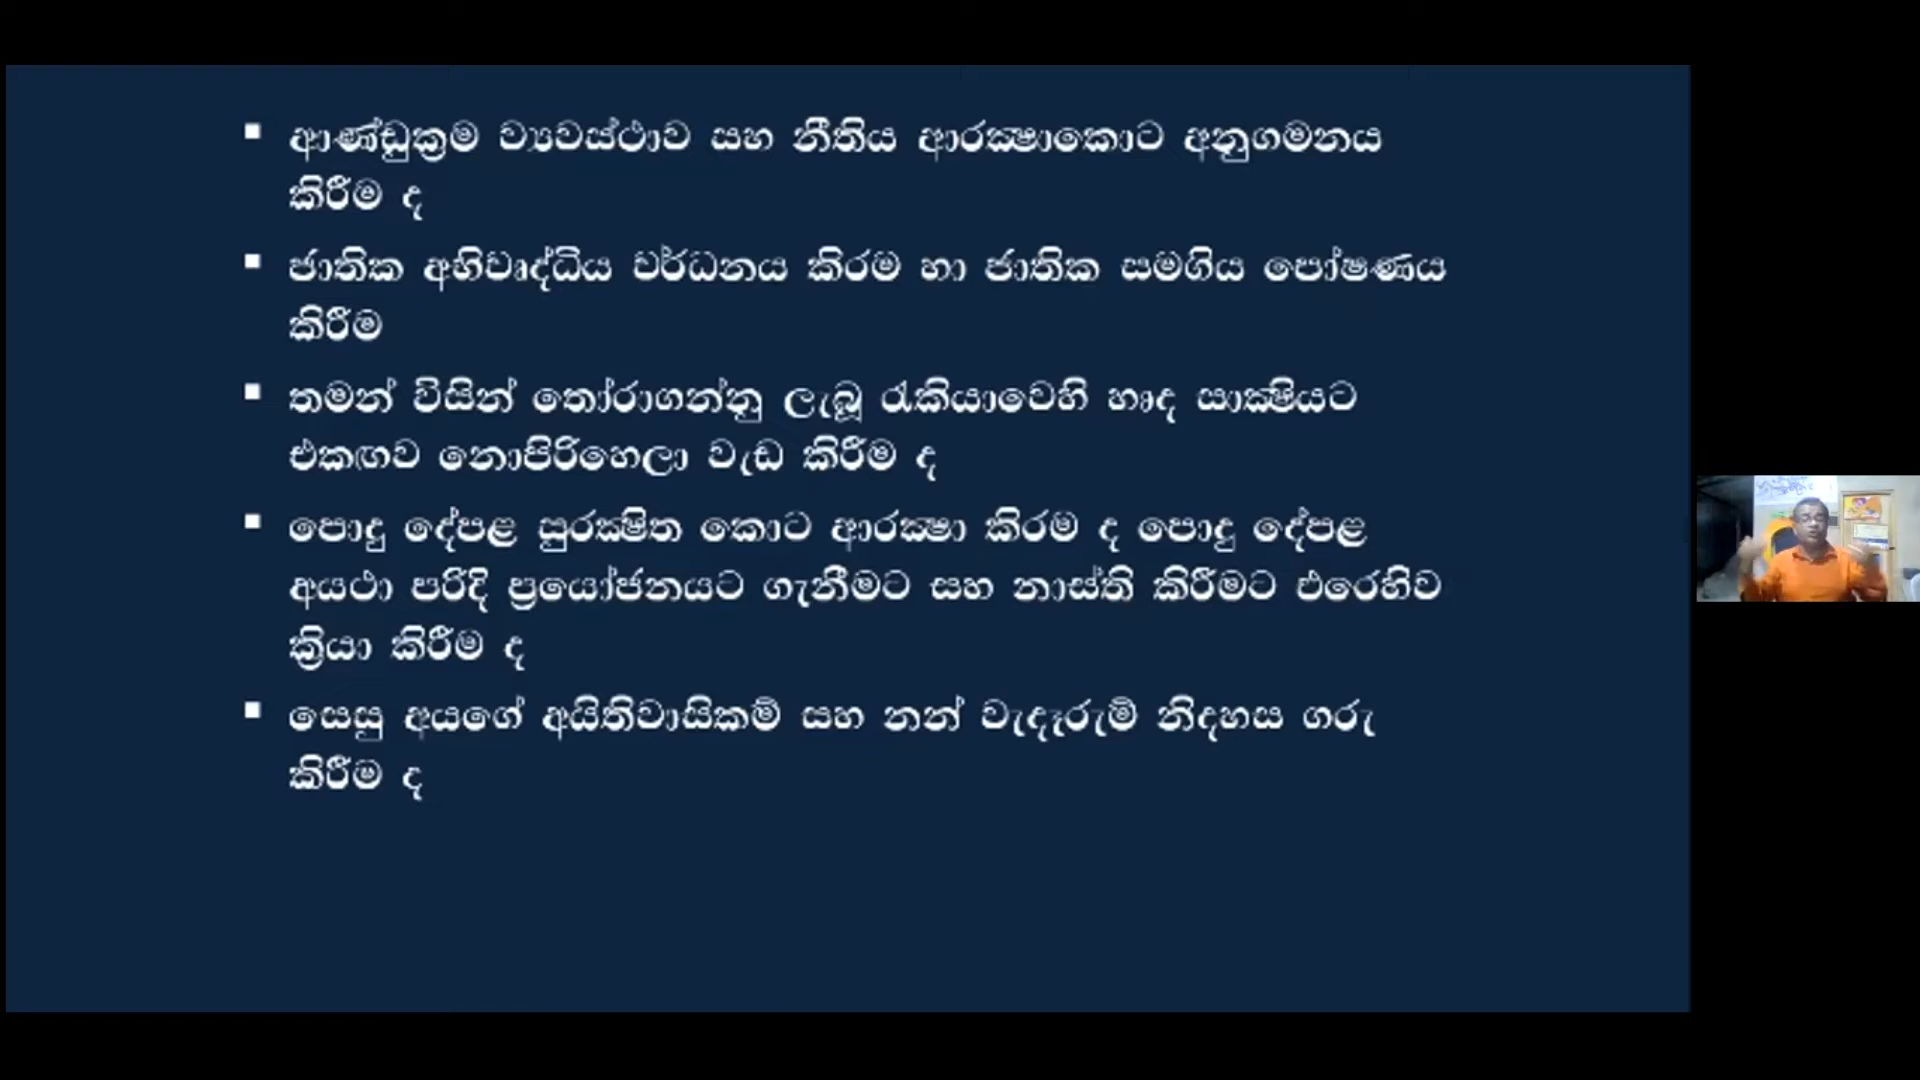 ▪ ආණ්ඩුක්‍රම ව්‍යවස්ථාව සහ නීතිය ආරක්‍ෂාකොට අනුගමනය
කිරීම ද
▪ ජාතික අභිවෘද්ධිය වර්ධනය කිරම හා ජාතික සමගිය පෝෂණය
කිරීම
▪ තමන් විසින් තෝරාගන්නු ලැබූ රැකියාවෙහි හෘද සාක්‍ෂියට
එකඟව නොපිරිහෙලා වැඩ කිරීම ද
▪ පොදු දේපළ සුරක්‍ෂිත කොට ආරක්‍ෂා කිරම ද පොදු දේපළ
අයථා පරිදි ප්‍රයෝජනයට ගැනීමට සහ නාස්ති කිරීමට එරෙහිව
ක්‍රියා කිරීම ද
▪ සෙසු අයගේ අයිතිවාසිකම් සහ නන් වැදෑරුම් නිදහස ගරු
කිරීම ද